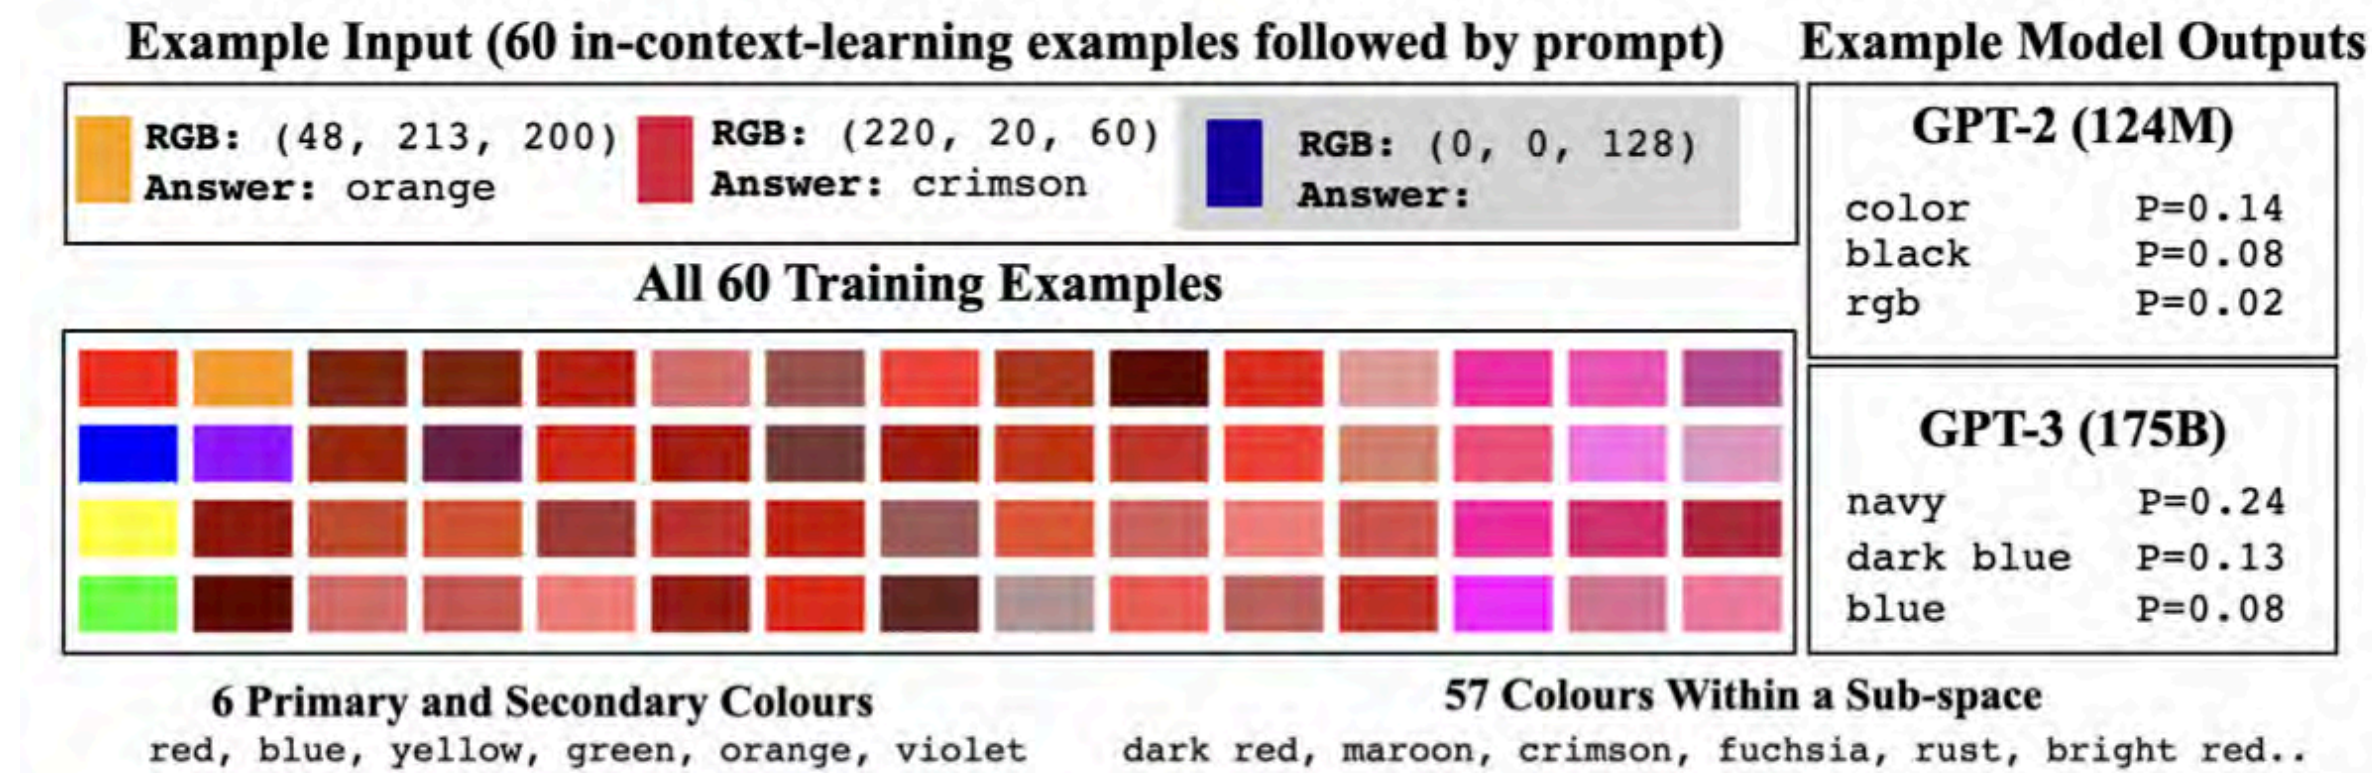 Example Input (60 in-context-learning examples followed by prompt)
RGB: (48, 213, 200)
Answer: orange
RGB: (220, 20, 60)
Answer: crimson
RGB: (0, 0, 128)
Answer:
All 60 Training Examples
6 Primary and Secondary Colours
red, blue, yellow, green, orange, violet
57 Colours Within a Sub-space
dark red, maroon, crimson, fuchsia, rust, bright red..
Example Model Outputs
GPT-2 (124M)
color P=0.14
black P=0.08
rgb P=0.02
GPT-3 (175B)
navy P=0.24
dark blue P=0.13
blue P=0.08